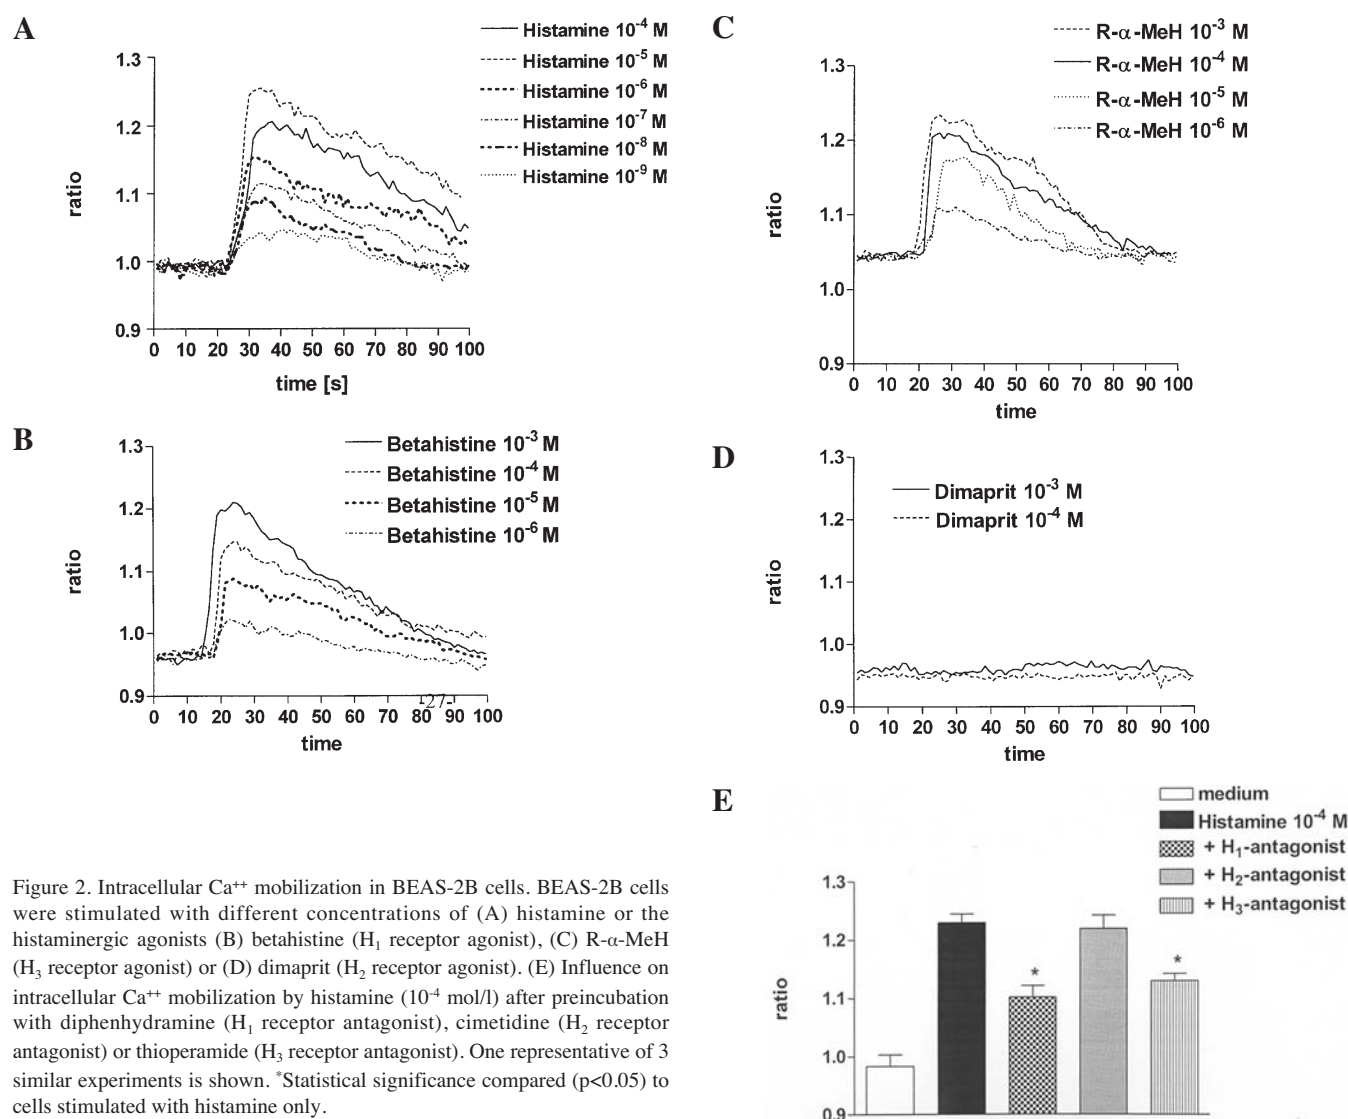 A
Histamine 10⁻⁴ M
Histamine 10⁻⁵ M
Histamine 10⁻⁶ M
Histamine 10⁻⁷ M
Histamine 10⁻⁸ M
Histamine 10⁻⁹ M
1.3
1.2
1.1
1.0
0.9
ratio
0 10 20 30 40 50 60 70 80 90 100
time [s]
B
Betahistine 10⁻³ M
Betahistine 10⁻⁴ M
Betahistine 10⁻⁵ M
Betahistine 10⁻⁶ M
1.3
1.2
1.1
1.0
0.9
ratio
-27-
0 10 20 30 40 50 60 70 80 90 100
time
C
R-α-MeH 10⁻³ M
R-α-MeH 10⁻⁴ M
R-α-MeH 10⁻⁵ M
R-α-MeH 10⁻⁶ M
1.3
1.2
1.1
1.0
0.9
ratio
0 10 20 30 40 50 60 70 80 90 100
time
D
Dimaprit 10⁻³ M
Dimaprit 10⁻⁴ M
1.3
1.2
1.1
1.0
0.9
ratio
0 10 20 30 40 50 60 70 80 90 100
time
E
medium
Histamine 10⁻⁴ M
+ H₁-antagonist
+ H₂-antagonist
+ H₃-antagonist
1.3
1.2
1.1
1.0
0.9
ratio
*
*
Figure 2. Intracellular Ca⁺⁺ mobilization in BEAS-2B cells. BEAS-2B cells
were stimulated with different concentrations of (A) histamine or the
histaminergic agonists (B) betahistine (H₁ receptor agonist), (C) R-α-MeH
(H₃ receptor agonist) or (D) dimaprit (H₂ receptor agonist). (E) Influence on
intracellular Ca⁺⁺ mobilization by histamine (10⁻⁴ mol/l) after preincubation
with diphenhydramine (H₁ receptor antagonist), cimetidine (H₂ receptor
antagonist) or thioperamide (H₃ receptor antagonist). One representative of 3
similar experiments is shown. *Statistical significance compared (p<0.05) to
cells stimulated with histamine only.